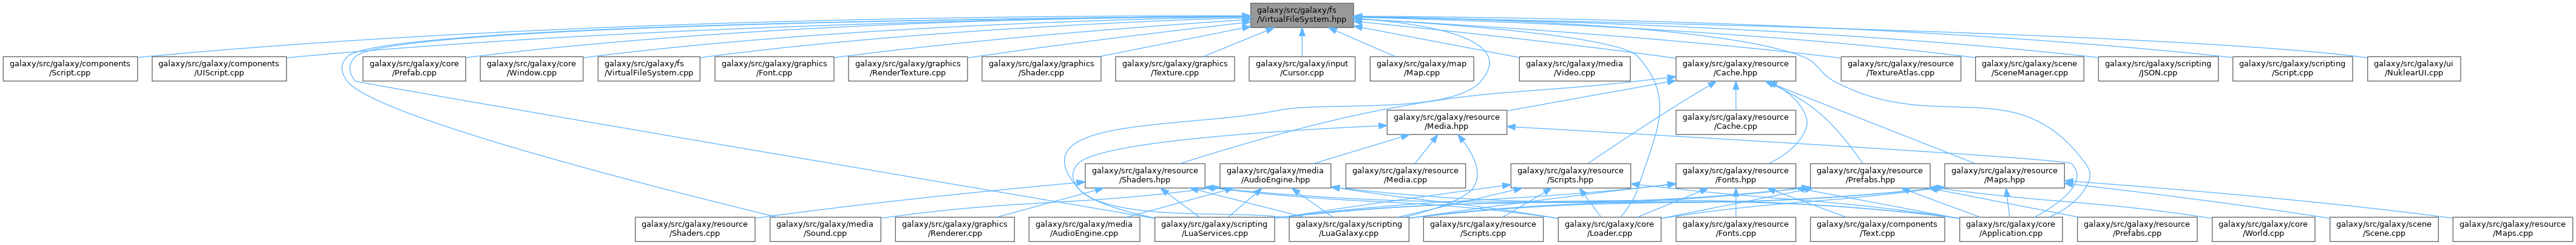 galaxy/src/galaxy/fs
/VirtualFileSystem.hpp
galaxy/src/galaxy/components
/Script.cpp
galaxy/src/galaxy/components
/UIScript.cpp
galaxy/src/galaxy/core
/Prefab.cpp
galaxy/src/galaxy/core
/Window.cpp
galaxy/src/galaxy/fs
/VirtualFileSystem.cpp
galaxy/src/galaxy/graphics
/Font.cpp
galaxy/src/galaxy/graphics
/RenderTexture.cpp
galaxy/src/galaxy/graphics
/Shader.cpp
galaxy/src/galaxy/graphics
/Texture.cpp
galaxy/src/galaxy/input
/Cursor.cpp
galaxy/src/galaxy/map
/Map.cpp
galaxy/src/galaxy/media
/Video.cpp
galaxy/src/galaxy/resource
/Cache.hpp
galaxy/src/galaxy/resource
/TextureAtlas.cpp
galaxy/src/galaxy/scene
/SceneManager.cpp
galaxy/src/galaxy/scripting
/JSON.cpp
galaxy/src/galaxy/scripting
/Script.cpp
galaxy/src/galaxy/ui
/NuklearUI.cpp
galaxy/src/galaxy/resource
/Media.hpp
galaxy/src/galaxy/resource
/Cache.cpp
galaxy/src/galaxy/resource
/Shaders.hpp
galaxy/src/galaxy/media
/AudioEngine.hpp
galaxy/src/galaxy/resource
/Media.cpp
galaxy/src/galaxy/resource
/Scripts.hpp
galaxy/src/galaxy/resource
/Fonts.hpp
galaxy/src/galaxy/resource
/Prefabs.hpp
galaxy/src/galaxy/resource
/Maps.hpp
galaxy/src/galaxy/resource
/Shaders.cpp
galaxy/src/galaxy/media
/Sound.cpp
galaxy/src/galaxy/graphics
/Renderer.cpp
galaxy/src/galaxy/media
/AudioEngine.cpp
galaxy/src/galaxy/scripting
/LuaServices.cpp
galaxy/src/galaxy/scripting
/LuaGalaxy.cpp
galaxy/src/galaxy/resource
/Scripts.cpp
galaxy/src/galaxy/core
/Loader.cpp
galaxy/src/galaxy/resource
/Fonts.cpp
galaxy/src/galaxy/components
/Text.cpp
galaxy/src/galaxy/core
/Application.cpp
galaxy/src/galaxy/resource
/Prefabs.cpp
galaxy/src/galaxy/core
/World.cpp
galaxy/src/galaxy/scene
/Scene.cpp
galaxy/src/galaxy/resource
/Maps.cpp